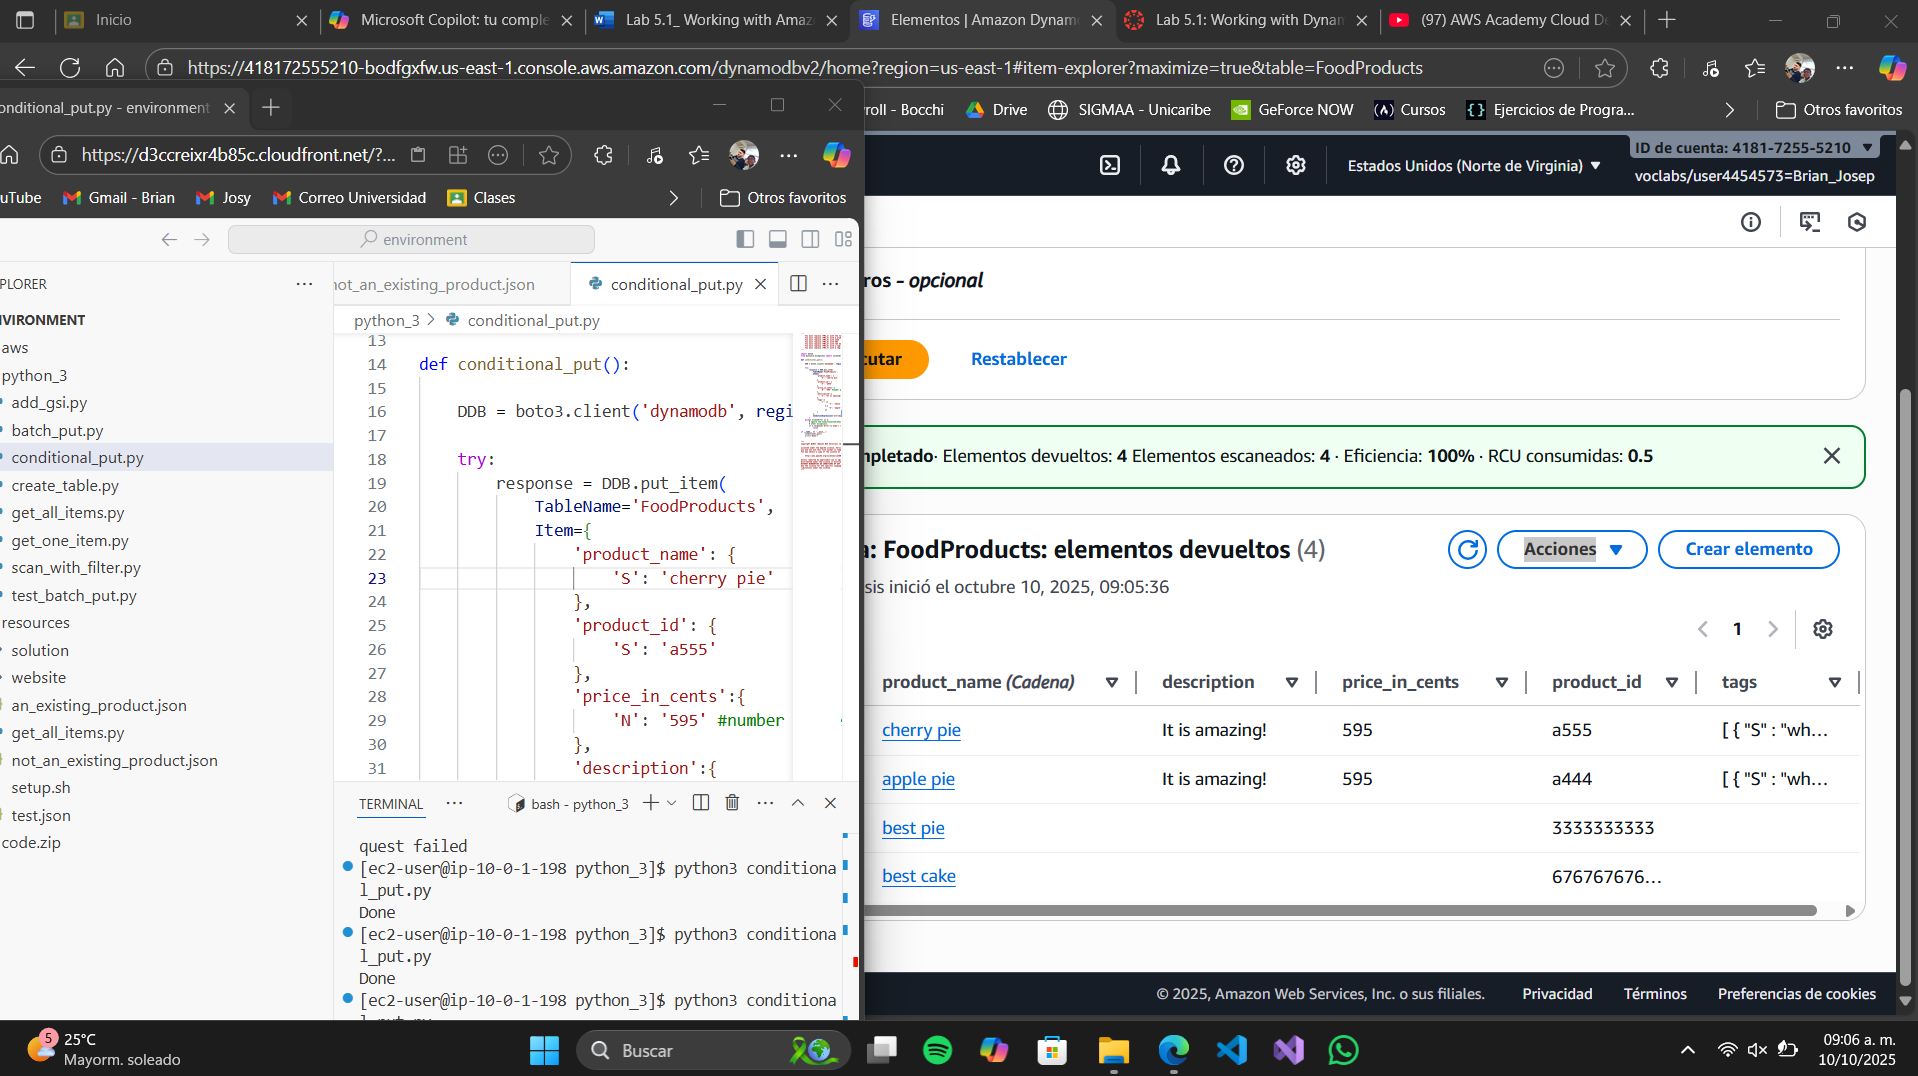 Inicio
Microsoft Copilot: tu comple
Lab 5.1_ Working with Amaz
Elementos | Amazon Dynam
Lab 5.1: Working with Dynan
(97) AWS Academy Cloud D
https://418172555210-bodfgxfw.us-east-1.console.aws.amazon.com/dynamodbv2/home?region=us-east-1#item-explorer?maximize=true&table=FoodProducts
onditional_put.py - environment
roll - Bocchi
Drive
SIGMAA - Unicaribe
GeForce NOW
Cursos
Ejercicios de Progra...
Otros favoritos
https://d3ccreixr4b85c.cloudfront.net/?...
uTube
Gmail - Brian
Josy
Correo Universidad
Clases
Otros favoritos
Estados Unidos (Norte de Virginia)
ID de cuenta: 4181-7255-5210
voclabs/user4454573=Brian_Josep
environment
PLORER
VIRONMENT
aws
python_3
add_gsi.py
batch_put.py
conditional_put.py
create_table.py
get_all_items.py
get_one_item.py
scan_with_filter.py
test_batch_put.py
resources
solution
website
an_existing_product.json
get_all_items.py
not_an_existing_product.json
setup.sh
test.json
code.zip
not_an_existing_product.json
conditional_put.py
python_3 > conditional_put.py
13
14 def conditional_put():
15
16 DDB = boto3.client('dynamodb', regi
17
18 try:
19 response = DDB.put_item(
20 TableName='FoodProducts',
21 Item={
22 'product_name': {
23 'S': 'cherry pie'
24 },
25 'product_id': {
26 'S': 'a555'
27 },
28 'price_in_cents':{
29 'N': '595' #number
30 },
31 'description':{
TERMINAL
bash - python_3
quest failed
[ec2-user@ip-10-0-1-198 python_3]$ python3 conditiona
l_put.py
Done
[ec2-user@ip-10-0-1-198 python_3]$ python3 conditiona
l_put.py
Done
[ec2-user@ip-10-0-1-198 python_3]$ python3 conditiona
ros - opcional
cutar
Restablecer
mpletado· Elementos devueltos: 4 Elementos escaneados: 4 · Eficiencia: 100% · RCU consumidas: 0.5
a: FoodProducts: elementos devueltos (4)
Acciones
Crear elemento
sis inició el octubre 10, 2025, 09:05:36
1
product_name (Cadena)
description
price_in_cents
product_id
tags
cherry pie It is amazing! 595 a555 [ { "S" : "wh...
apple pie It is amazing! 595 a444 [ { "S" : "wh...
best pie 3333333333
best cake 676767676...
© 2025, Amazon Web Services, Inc. o sus filiales.
Privacidad
Términos
Preferencias de cookies
5
25°C
Mayorm. soleado
Buscar
09:06 a. m.
10/10/2025